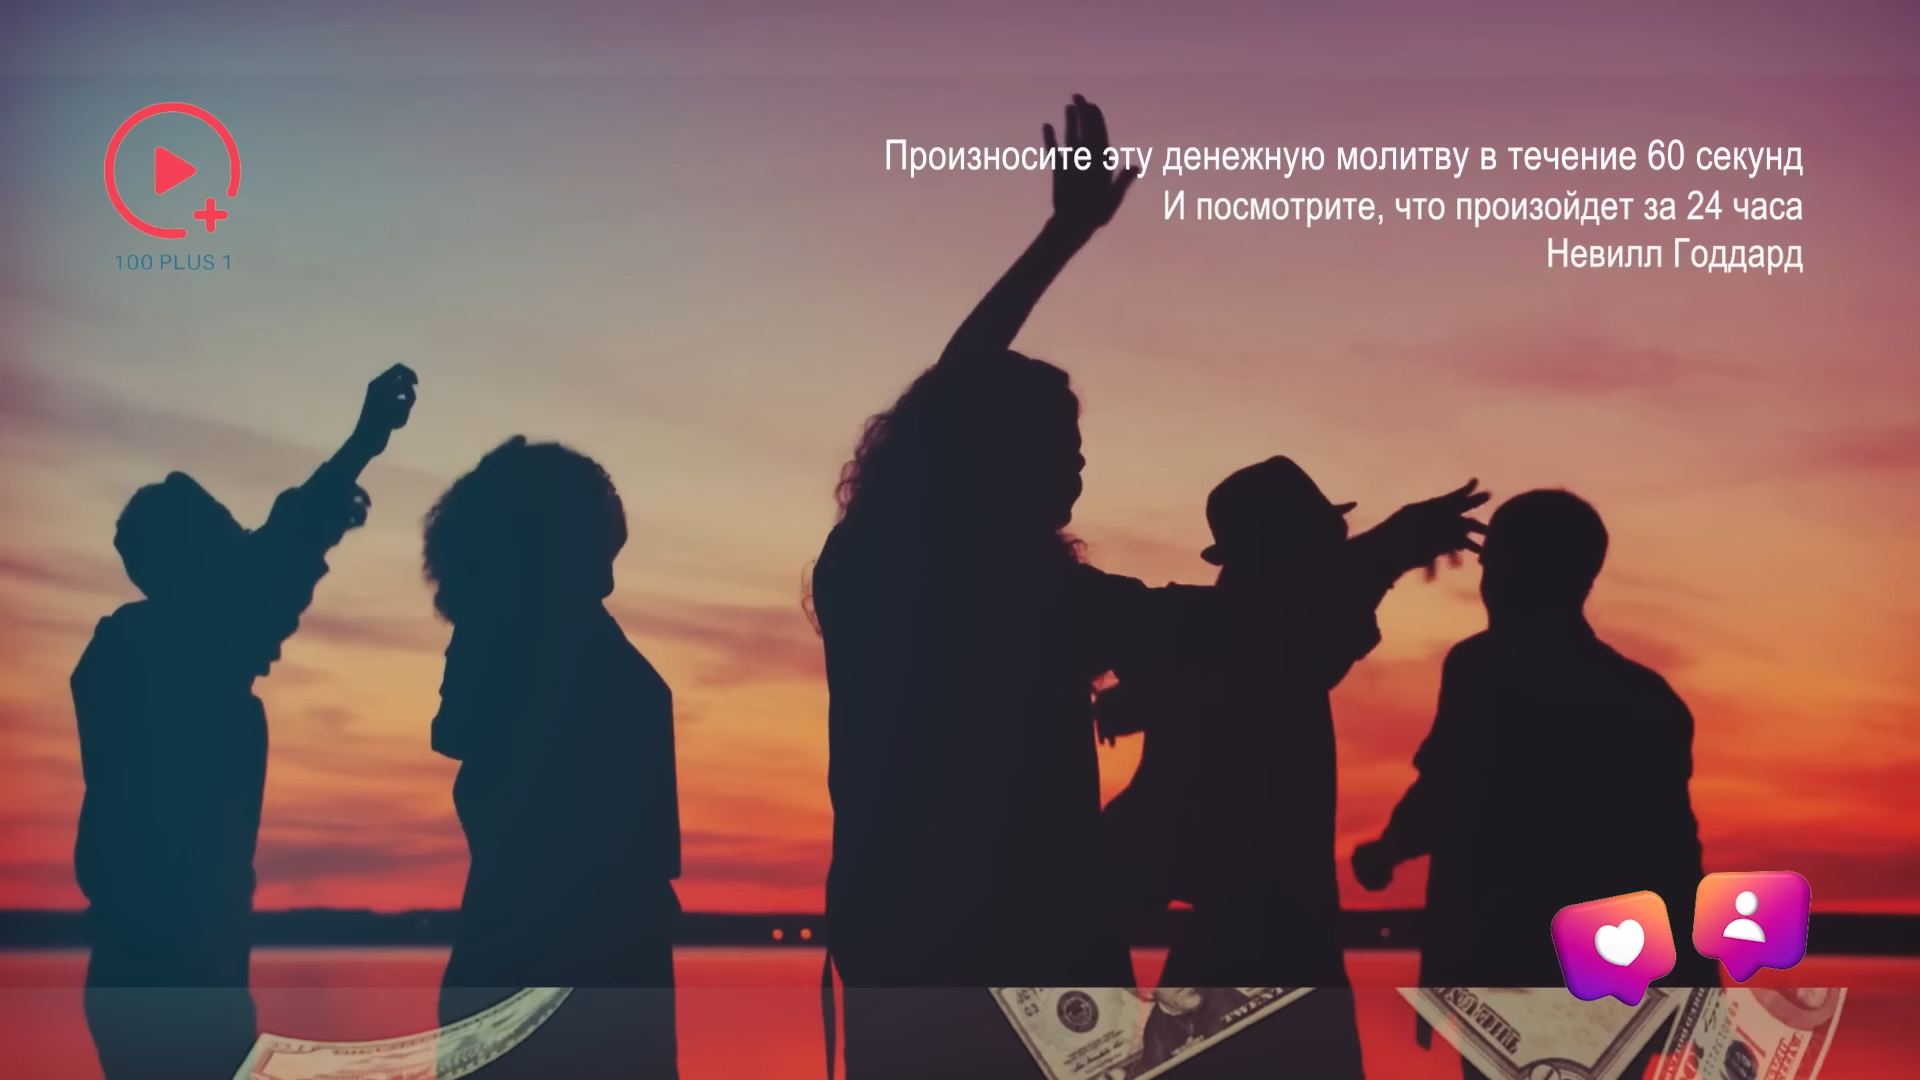 Произносите эту денежную молитву в течение 60 секунд
И посмотрите, что произойдет за 24 часа
Невилл Годдард
100 PLUS 1